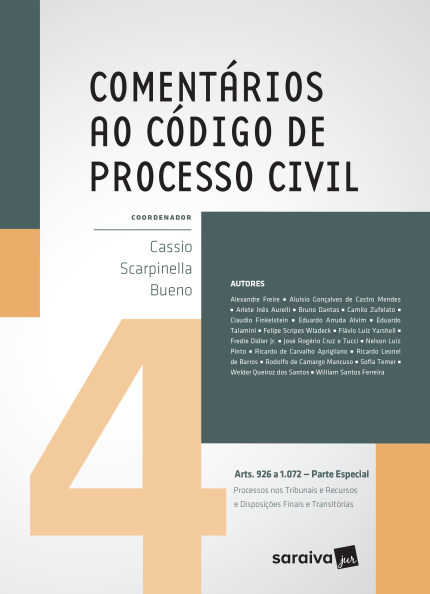 COMENTÁRIOS
AO CÓDIGO DE
PROCESSO CIVIL
COORDENADOR
Cassio
Scarpinella
Bueno
AUTORES
Alexandre Freire ▪ Aluisio Gonçalves de Castro Mendes
▪ Arlete Inês Aurelli ▪ Bruno Dantas ▪ Camilo Zufelato ▪
Claudio Finkelstein ▪ Eduardo Arruda Alvim ▪ Eduardo
Talamini ▪ Felipe Scripes Wladeck ▪ Flávio Luiz Yarshell ▪
Fredie Didier Jr. ▪ José Rogério Cruz e Tucci ▪ Nelson Luiz
Pinto ▪ Ricardo de Carvalho Aprigliano ▪ Ricardo Leonel
de Barros ▪ Rodolfo de Camargo Mancuso ▪ Sofia Temer ▪
Welder Queiroz dos Santos ▪ William Santos Ferreira
4
Arts. 926 a 1.072 – Parte Especial
Processos nos Tribunais e Recursos
e Disposições Finais e Transitórias
saraiva jur